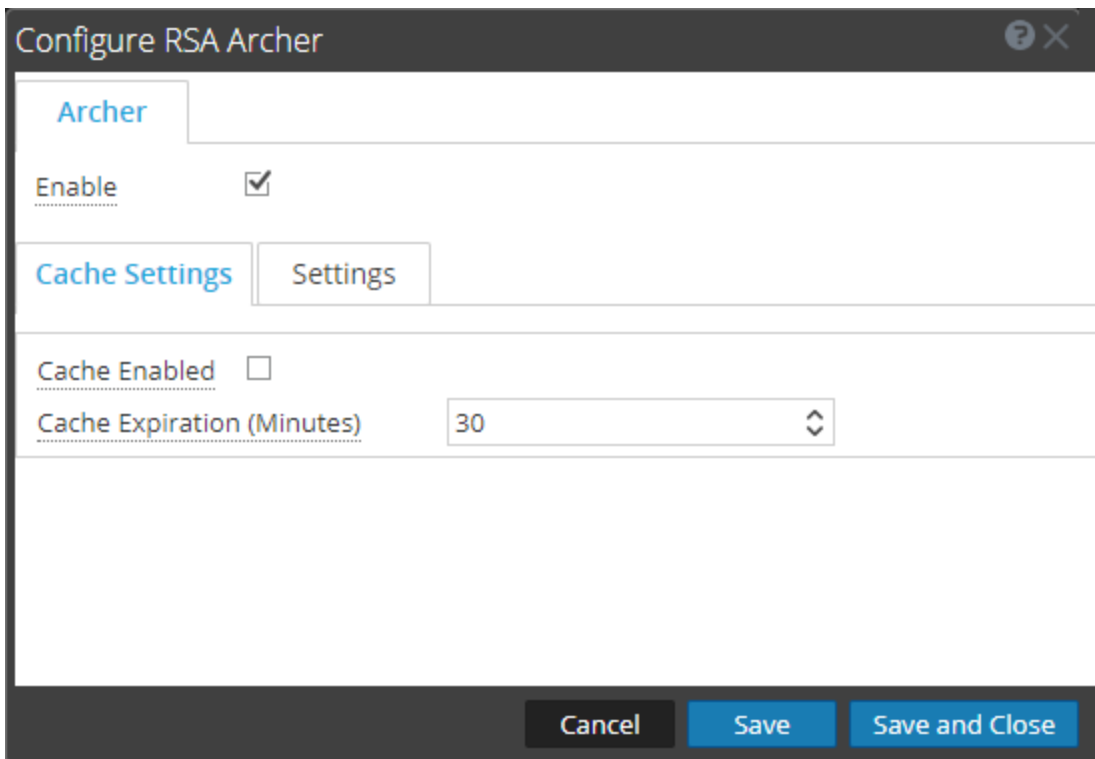 Configure RSA Archer
Archer
Enable
Cache Settings Settings
Cache Enabled
Cache Expiration (Minutes) 30
Cancel Save Save and Close